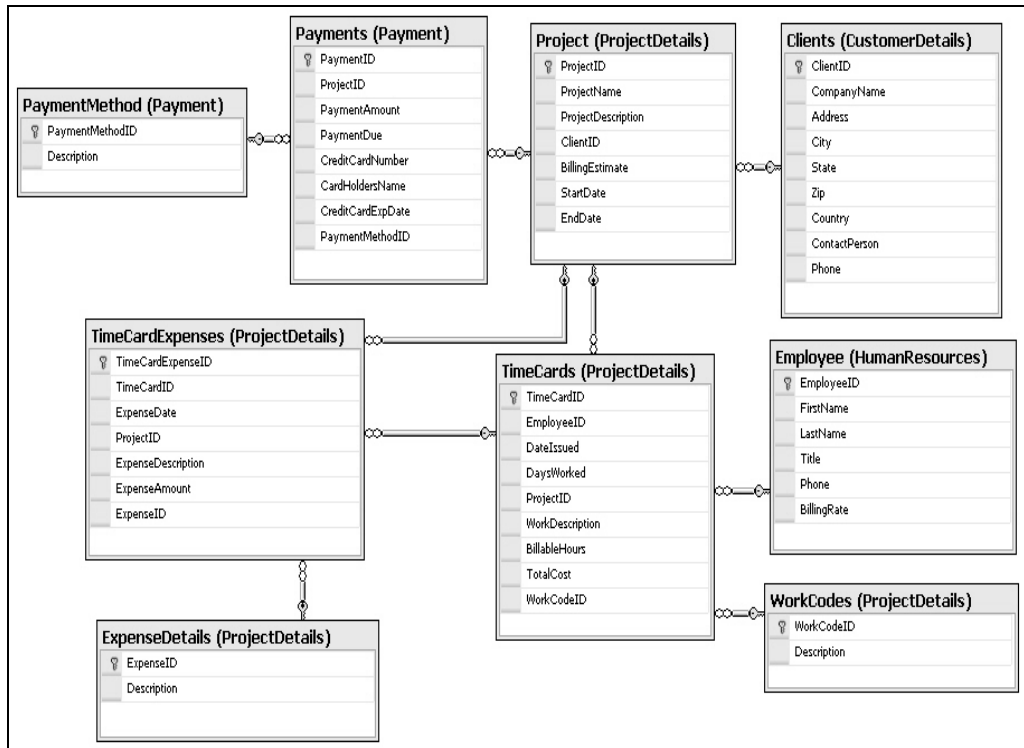 PaymentMethod (Payment)
PaymentMethodID
Description
Payments (Payment)
PaymentID
ProjectID
PaymentAmount
PaymentDue
CreditCardNumber
CardHoldersName
CreditCardExpDate
PaymentMethodID
Project (ProjectDetails)
ProjectID
ProjectName
ProjectDescription
ClientID
BillingEstimate
StartDate
EndDate
Clients (CustomerDetails)
ClientID
CompanyName
Address
City
State
Zip
Country
ContactPerson
Phone
TimeCardExpenses (ProjectDetails)
TimeCardExpenseID
TimeCardID
ExpenseDate
ProjectID
ExpenseDescription
ExpenseAmount
ExpenseID
TimeCards (ProjectDetails)
TimeCardID
EmployeeID
DateIssued
DaysWorked
ProjectID
WorkDescription
BillableHours
TotalCost
WorkCodeID
Employee (HumanResources)
EmployeeID
FirstName
LastName
Title
Phone
BillingRate
ExpenseDetails (ProjectDetails)
ExpenseID
Description
WorkCodes (ProjectDetails)
WorkCodeID
Description